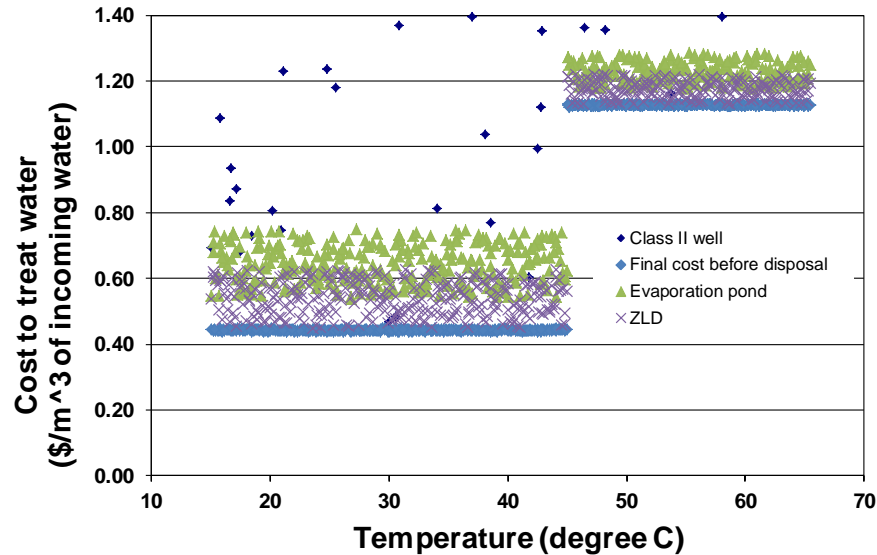 Cost to treat water
($/m^3 of incoming water)
1.40
1.20
1.00
0.80
0.60
0.40
0.20
0.00
Class II well
Final cost before disposal
Evaporation pond
ZLD
10 20 30 40 50 60 70
Temperature (degree C)